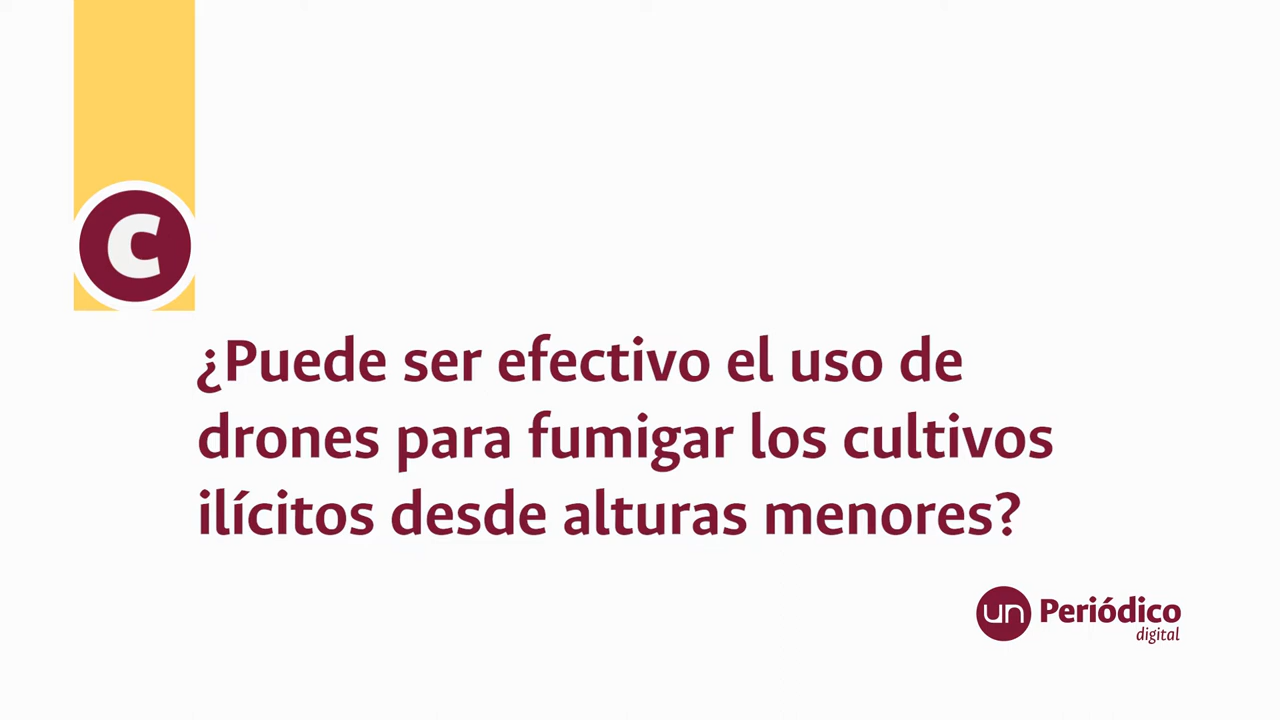 C
¿Puede ser efectivo el uso de
drones para fumigar los cultivos
ilícitos desde alturas menores?
un Periódico
digital